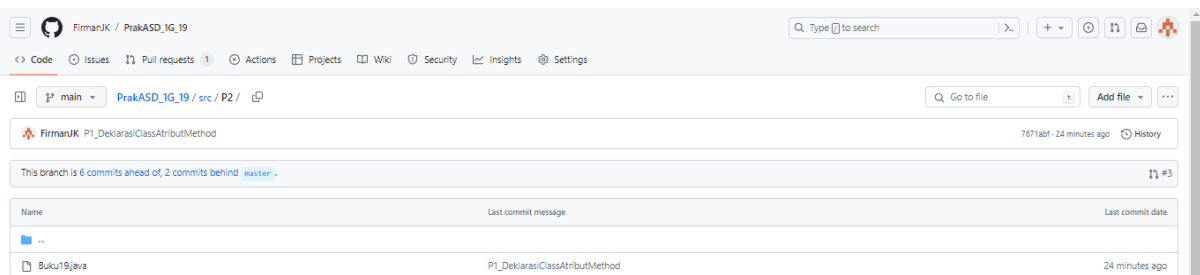 FirmanJK / PrakASD_1G_19
Type / to search
Code Issues Pull requests 1 Actions Projects Wiki Security Insights Settings
main PrakASD_1G_19 / src / P2 / Go to file t Add file
FirmanJK P1_DeklarasiClassAtributMethod 7671abf · 24 minutes ago History
This branch is 6 commits ahead of, 2 commits behind master . #3
Name Last commit message Last commit date
..
Buku19.java P1_DeklarasiClassAtributMethod 24 minutes ago